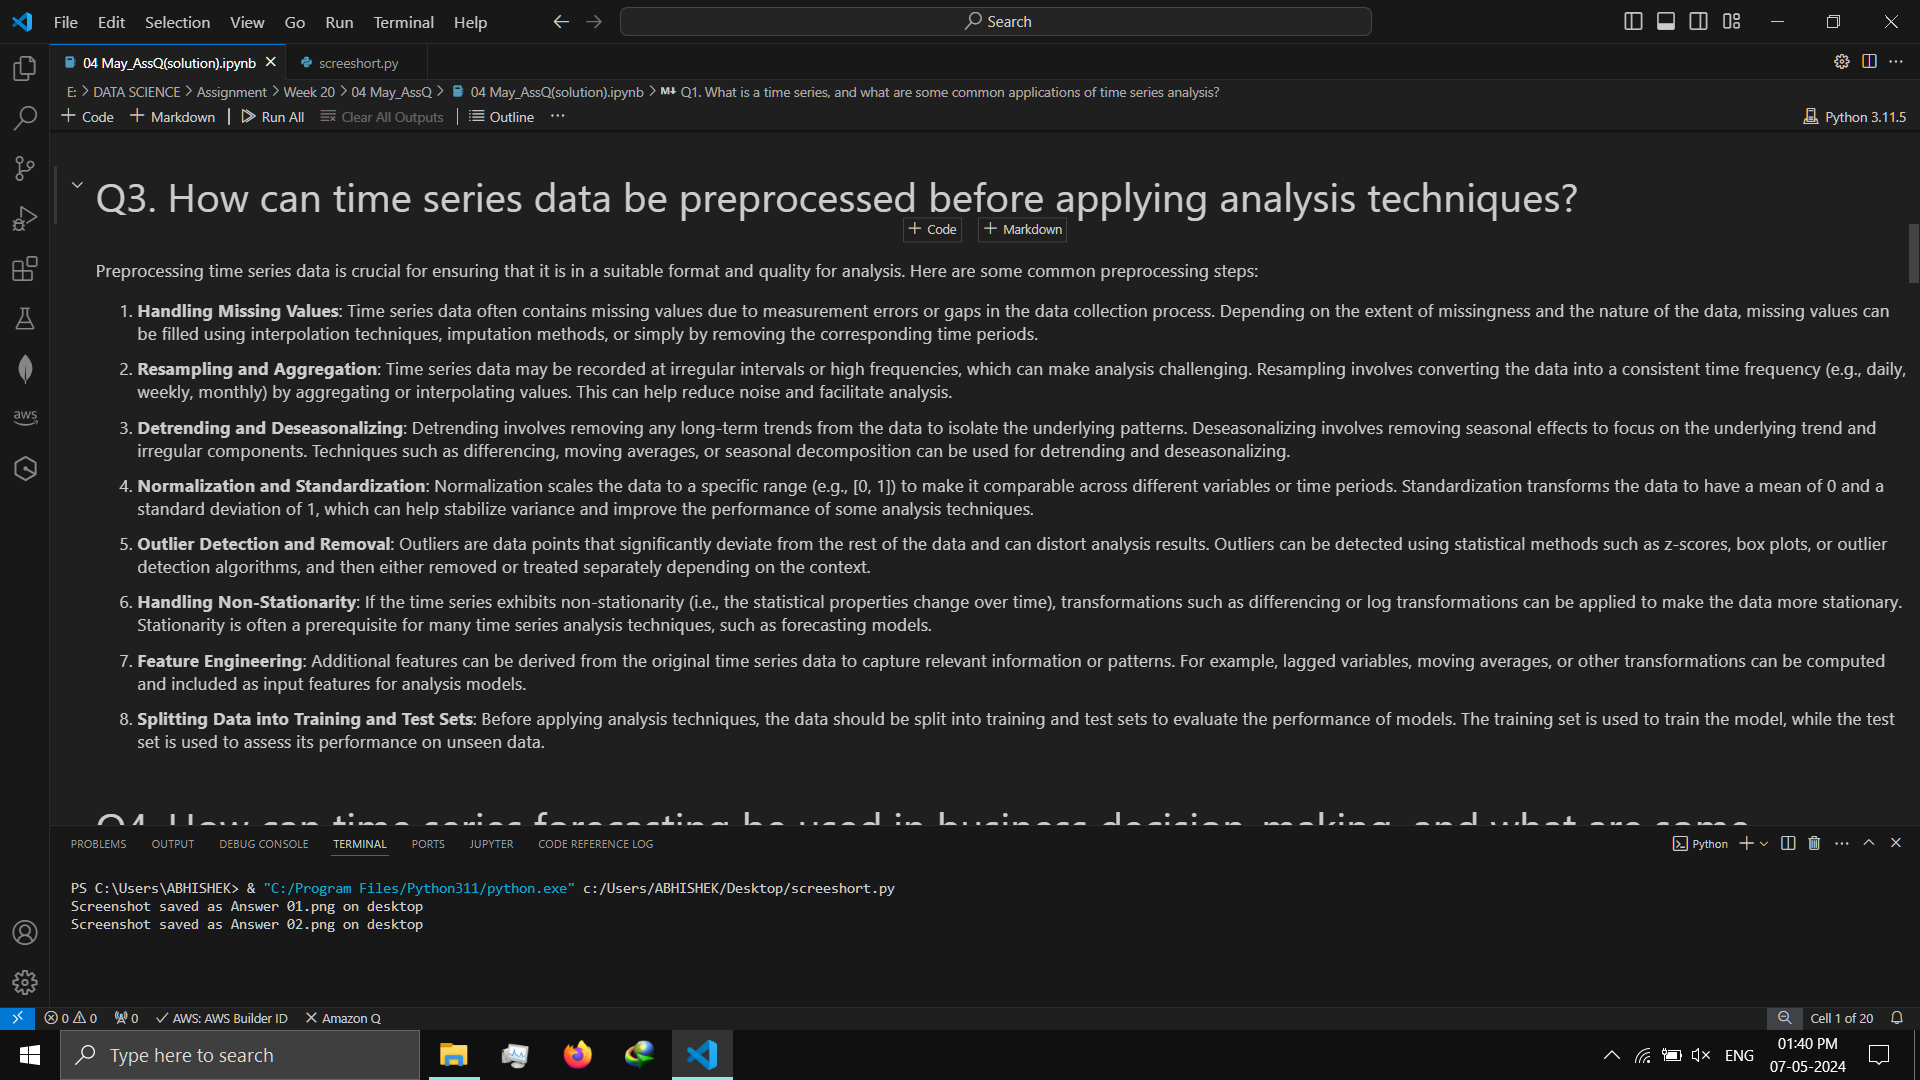 File Edit Selection View Go Run Terminal Help Search
04 May_AssQ(solution).ipynb screeshort.py
E: > DATA SCIENCE > Assignment > Week 20 > 04 May_AssQ > 04 May_AssQ(solution).ipynb > M↓ Q1. What is a time series, and what are some common applications of time series analysis?
+ Code + Markdown | Run All Clear All Outputs | Outline ... Python 3.11.5
Q3. How can time series data be preprocessed before applying analysis techniques?
+ Code + Markdown
Preprocessing time series data is crucial for ensuring that it is in a suitable format and quality for analysis. Here are some common preprocessing steps:
1. Handling Missing Values: Time series data often contains missing values due to measurement errors or gaps in the data collection process. Depending on the extent of missingness and the nature of the data, missing values can
be filled using interpolation techniques, imputation methods, or simply by removing the corresponding time periods.
2. Resampling and Aggregation: Time series data may be recorded at irregular intervals or high frequencies, which can make analysis challenging. Resampling involves converting the data into a consistent time frequency (e.g., daily,
weekly, monthly) by aggregating or interpolating values. This can help reduce noise and facilitate analysis.
3. Detrending and Deseasonalizing: Detrending involves removing any long-term trends from the data to isolate the underlying patterns. Deseasonalizing involves removing seasonal effects to focus on the underlying trend and
irregular components. Techniques such as differencing, moving averages, or seasonal decomposition can be used for detrending and deseasonalizing.
4. Normalization and Standardization: Normalization scales the data to a specific range (e.g., [0, 1]) to make it comparable across different variables or time periods. Standardization transforms the data to have a mean of 0 and a
standard deviation of 1, which can help stabilize variance and improve the performance of some analysis techniques.
5. Outlier Detection and Removal: Outliers are data points that significantly deviate from the rest of the data and can distort analysis results. Outliers can be detected using statistical methods such as z-scores, box plots, or outlier
detection algorithms, and then either removed or treated separately depending on the context.
6. Handling Non-Stationarity: If the time series exhibits non-stationarity (i.e., the statistical properties change over time), transformations such as differencing or log transformations can be applied to make the data more stationary.
Stationarity is often a prerequisite for many time series analysis techniques, such as forecasting models.
7. Feature Engineering: Additional features can be derived from the original time series data to capture relevant information or patterns. For example, lagged variables, moving averages, or other transformations can be computed
and included as input features for analysis models.
8. Splitting Data into Training and Test Sets: Before applying analysis techniques, the data should be split into training and test sets to evaluate the performance of models. The training set is used to train the model, while the test
set is used to assess its performance on unseen data.
Q4. How can time series forecasting be used in business decision-making, and what are some
PROBLEMS OUTPUT DEBUG CONSOLE TERMINAL PORTS JUPYTER CODE REFERENCE LOG Python
PS C:\Users\ABHISHEK> & "C:/Program Files/Python311/python.exe" c:/Users/ABHISHEK/Desktop/screeshort.py
Screenshot saved as Answer 01.png on desktop
Screenshot saved as Answer 02.png on desktop
aws
0 0 0 AWS: AWS Builder ID Amazon Q Cell 1 of 20
Type here to search ENG 01:40 PM
07-05-2024